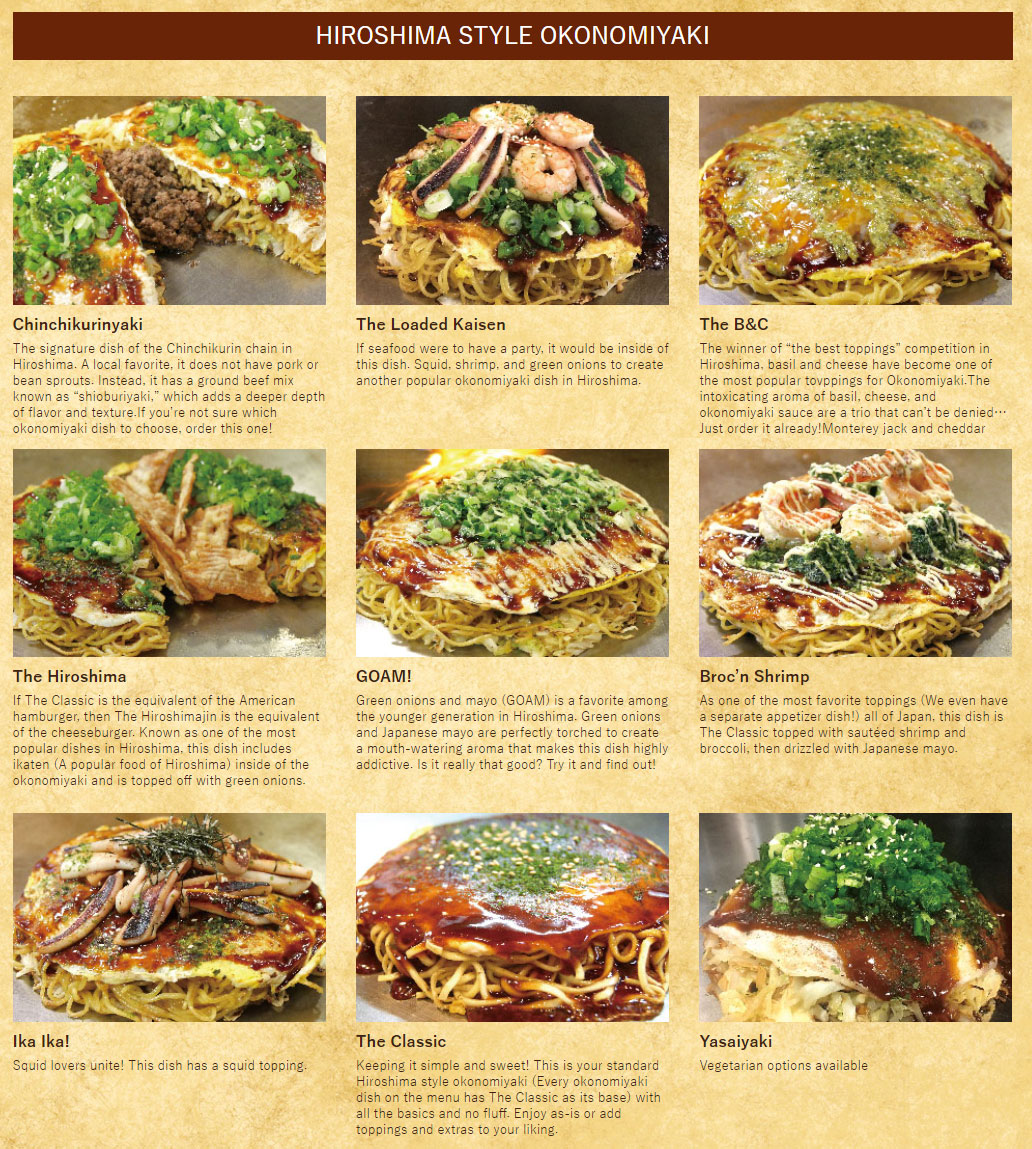 HIROSHIMA STYLE OKONOMIYAKI
Chinchikurinyaki
The signature dish of the Chinchikurin chain in
Hiroshima. A local favorite, it does not have pork or
bean sprouts. Instead, it has a ground beef mix
known as “shioburiyaki,” which adds a deeper depth
of flavor and texture.If you’re not sure which
okonomiyaki dish to choose, order this one!
The Loaded Kaisen
If seafood were to have a party, it would be inside of
this dish. Squid, shrimp, and green onions to create
another popular okonomiyaki dish in Hiroshima.
The B&C
The winner of “the best toppings” competition in
Hiroshima, basil and cheese have become one of
the most popular tovppings for Okonomiyaki.The
intoxicating aroma of basil, cheese, and
okonomiyaki sauce are a trio that can’t be denied…
Just order it already!Monterey jack and cheddar
The Hiroshima
If The Classic is the equivalent of the American
hamburger, then The Hiroshimajin is the equivalent
of the cheeseburger. Known as one of the most
popular dishes in Hiroshima, this dish includes
ikaten (A popular food of Hiroshima) inside of the
okonomiyaki and is topped off with green onions.
GOAM!
Green onions and mayo (GOAM) is a favorite among
the younger generation in Hiroshima. Green onions
and Japanese mayo are perfectly torched to create
a mouth-watering aroma that makes this dish highly
addictive. Is it really that good? Try it and find out!
Broc’n Shrimp
As one of the most favorite toppings (We even have
a separate appetizer dish!) all of Japan, this dish is
The Classic topped with sautéed shrimp and
broccoli, then drizzled with Japanese mayo.
Ika Ika!
Squid lovers unite! This dish has a squid topping.
The Classic
Keeping it simple and sweet! This is your standard
Hiroshima style okonomiyaki (Every okonomiyaki
dish on the menu has The Classic as its base) with
all the basics and no fluff. Enjoy as-is or add
toppings and extras to your liking.
Yasaiyaki
Vegetarian options available